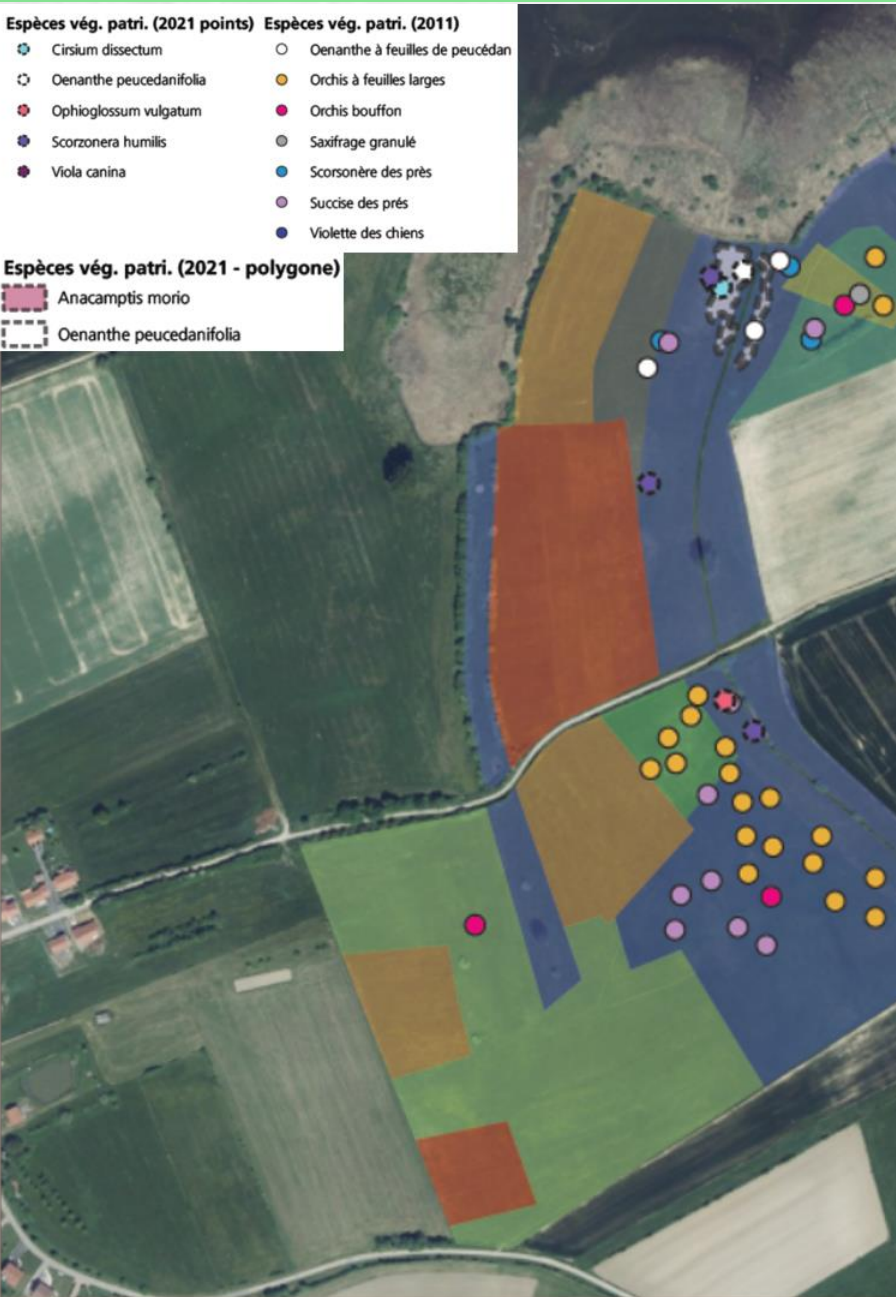 Espèces vég. patri. (2021 points)
Cirsium dissectum
Oenanthe peucedanifolia
Ophioglossum vulgatum
Scorzonera humilis
Viola canina
Espèces vég. patri. (2011)
Oenanthe à feuilles de peucédan
Orchis à feuilles larges
Orchis bouffon
Saxifrage granulé
Scorsonère des près
Succise des prés
Violette des chiens
Espèces vég. patri. (2021 - polygone)
Anacamptis morio
Oenanthe peucedanifolia